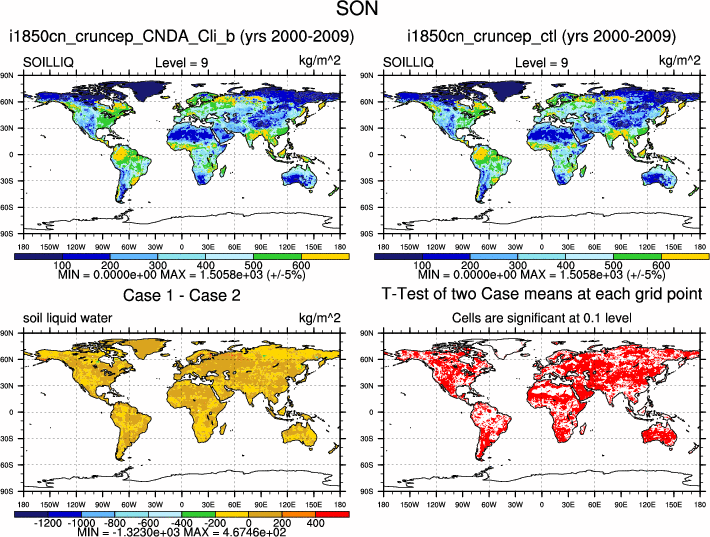 SON
i1850cn_cruncep_CNDA_Cli_b (yrs 2000-2009)
SOILLIQ Level = 9 kg/m^2
90N
60N
30N
0
30S
60S
90S
180 150W 120W 90W 60W 30W 0 30E 60E 90E 120E 150E 180
100 200 300 400 500 600
MIN = 0.0000e+00 MAX = 1.5058e+03 (+/-5%)
i1850cn_cruncep_ctl (yrs 2000-2009)
SOILLIQ Level = 9 kg/m^2
90N
60N
30N
0
30S
60S
90S
180 150W 120W 90W 60W 30W 0 30E 60E 90E 120E 150E 180
100 200 300 400 500 600
MIN = 0.0000e+00 MAX = 1.5058e+03 (+/-5%)
Case 1 - Case 2
soil liquid water kg/m^2
90N
60N
30N
0
30S
60S
90S
180 150W 120W 90W 60W 30W 0 30E 60E 90E 120E 150E 180
-1200 -1000 -800 -600 -400 -200 0 200 400
MIN = -1.3230e+03 MAX = 4.6746e+02
T-Test of two Case means at each grid point
Cells are significant at 0.1 level
90N
60N
30N
0
30S
60S
90S
180 150W 120W 90W 60W 30W 0 30E 60E 90E 120E 150E 180